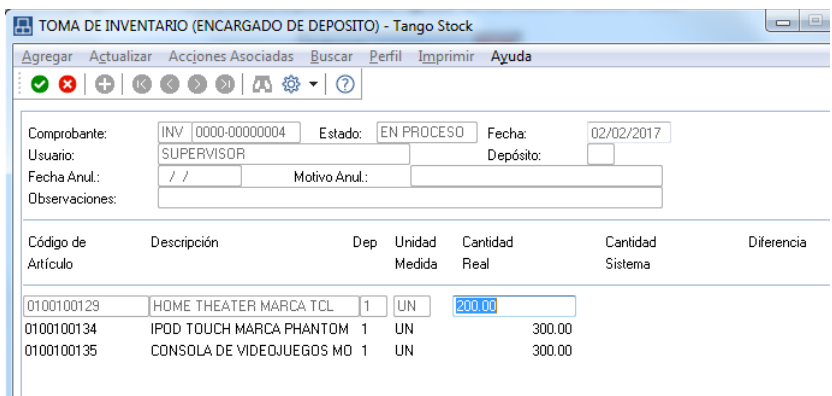 TOMA DE INVENTARIO (ENCARGADO DE DEPOSITO) - Tango Stock
Agregar Actualizar Acciones Asociadas Buscar Perfil Imprimir Ayuda
Comprobante: INV 0000-00000004 Estado: EN PROCESO Fecha: 02/02/2017
Usuario: SUPERVISOR Depósito:
Fecha Anul.: / / Motivo Anul.:
Observaciones:
Código de Descripción Dep Unidad Cantidad Cantidad Diferencia
Artículo Medida Real Sistema
0100100129 HOME THEATER MARCA TCL 1 UN 200.00
0100100134 IPOD TOUCH MARCA PHANTOM 1 UN 300.00
0100100135 CONSOLA DE VIDEOJUEGOS MO 1 UN 300.00